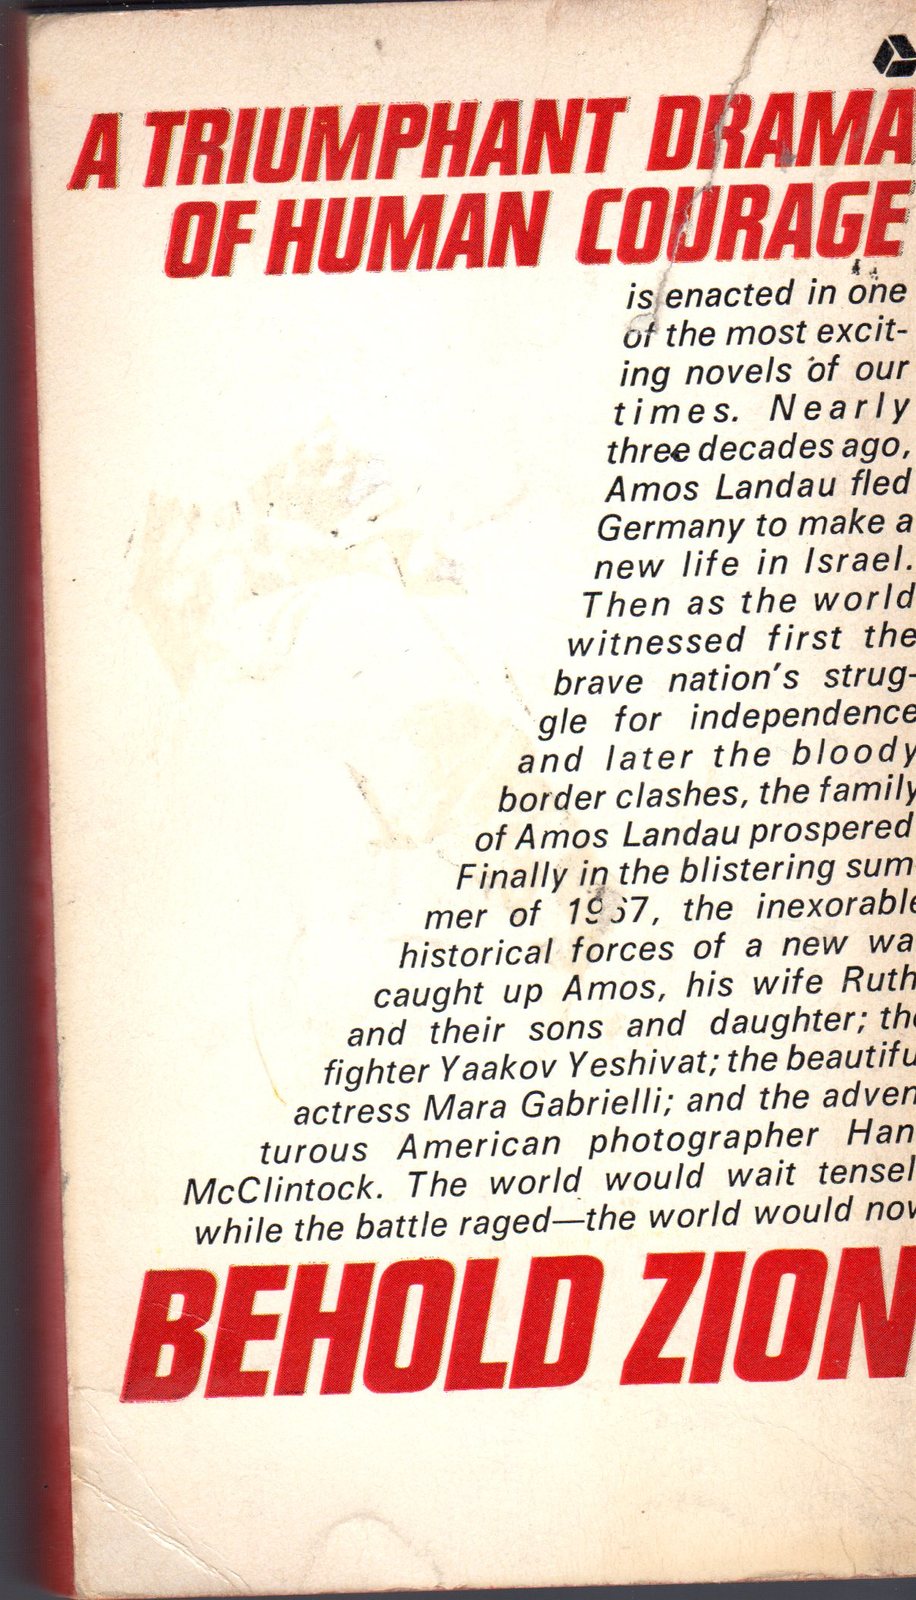 A TRIUMPHANT DRAMA
OF HUMAN COURAGE
is enacted in one
of the most excit-
ing novels of our
times. Nearly
three decades ago,
Amos Landau fled
Germany to make a
new life in Israel.
Then as the world
witnessed first the
brave nation's strug-
gle for independence
and later the bloody
border clashes, the family
of Amos Landau prospered
Finally in the blistering sum-
mer of 1967, the inexorable
historical forces of a new wa
caught up Amos, his wife Ruth
and their sons and daughter; the
fighter Yaakov Yeshivat; the beautifu
actress Mara Gabrielli; and the adven
turous American photographer Han
McClintock. The world would wait tensel
while the battle raged—the world would now
BEHOLD ZION